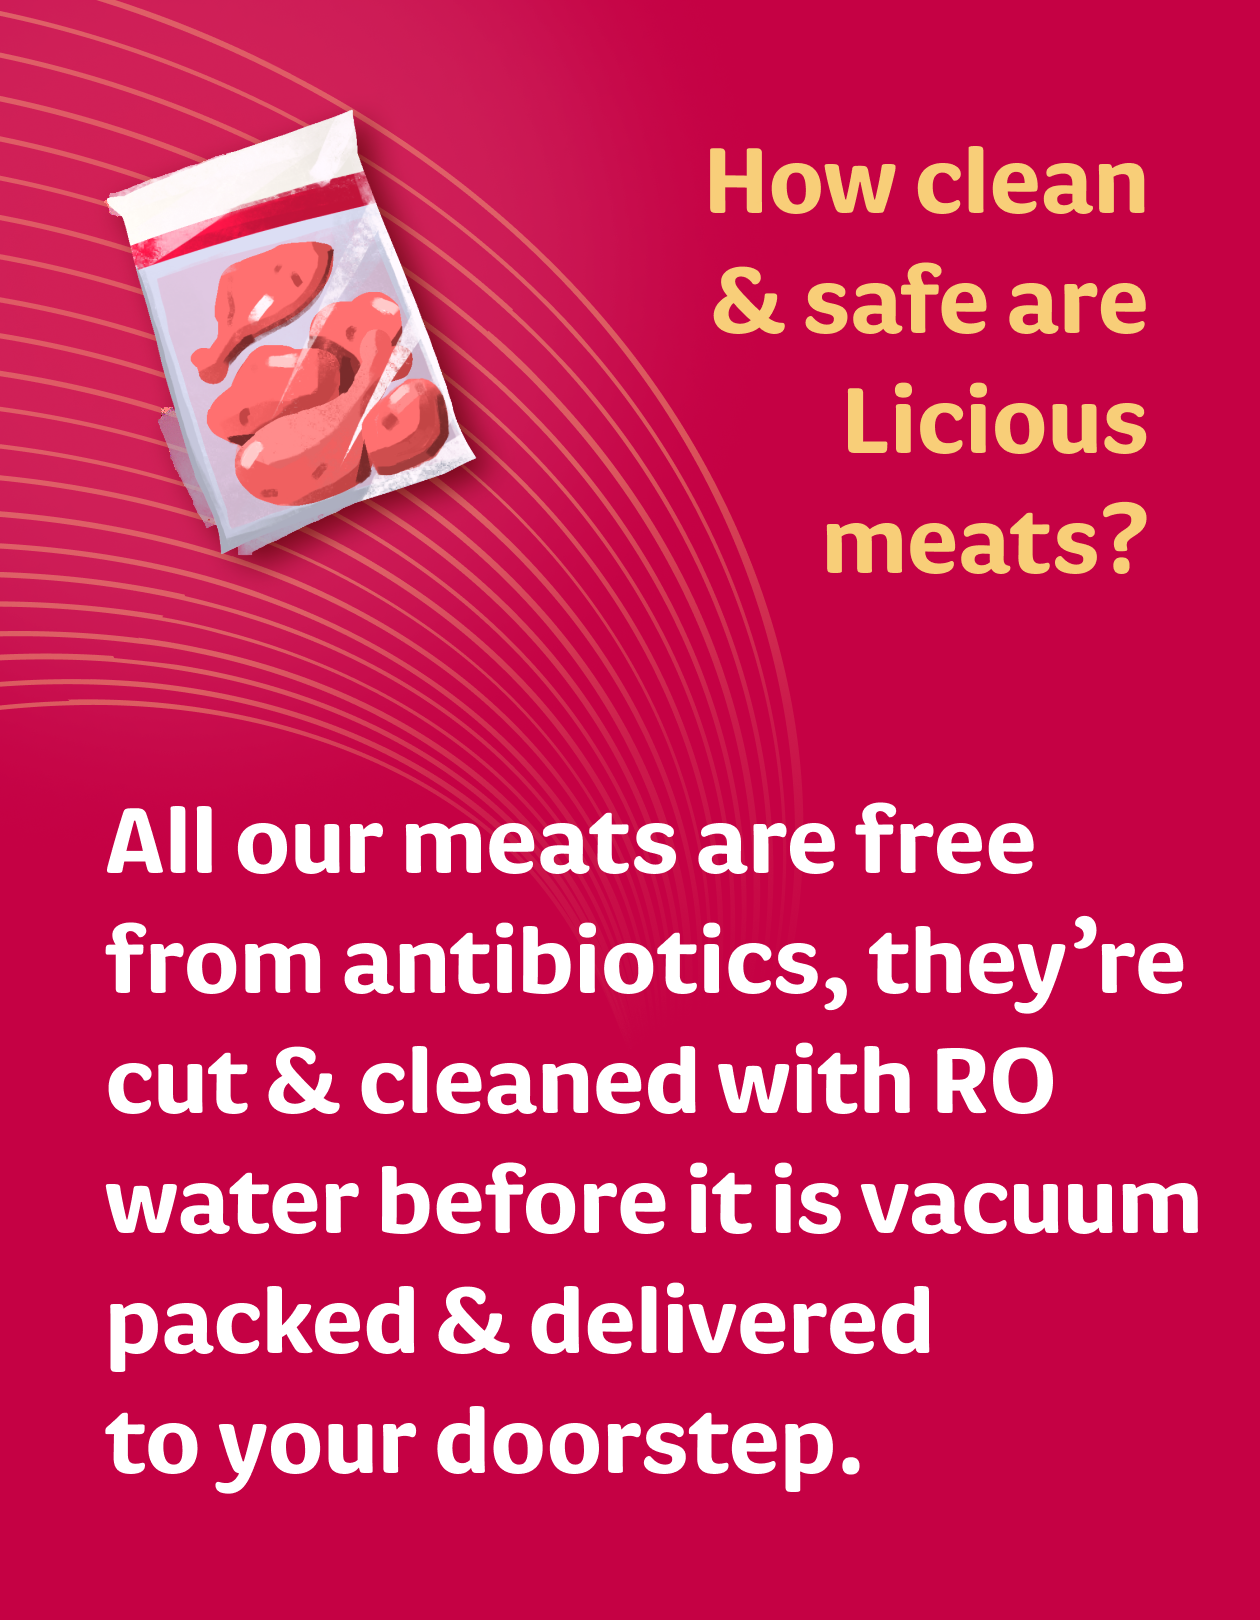 How clean
& safe are
Licious
meats?
All our meats are free
from antibiotics, they’re
cut & cleaned with RO
water before it is vacuum
packed & delivered
to your doorstep.